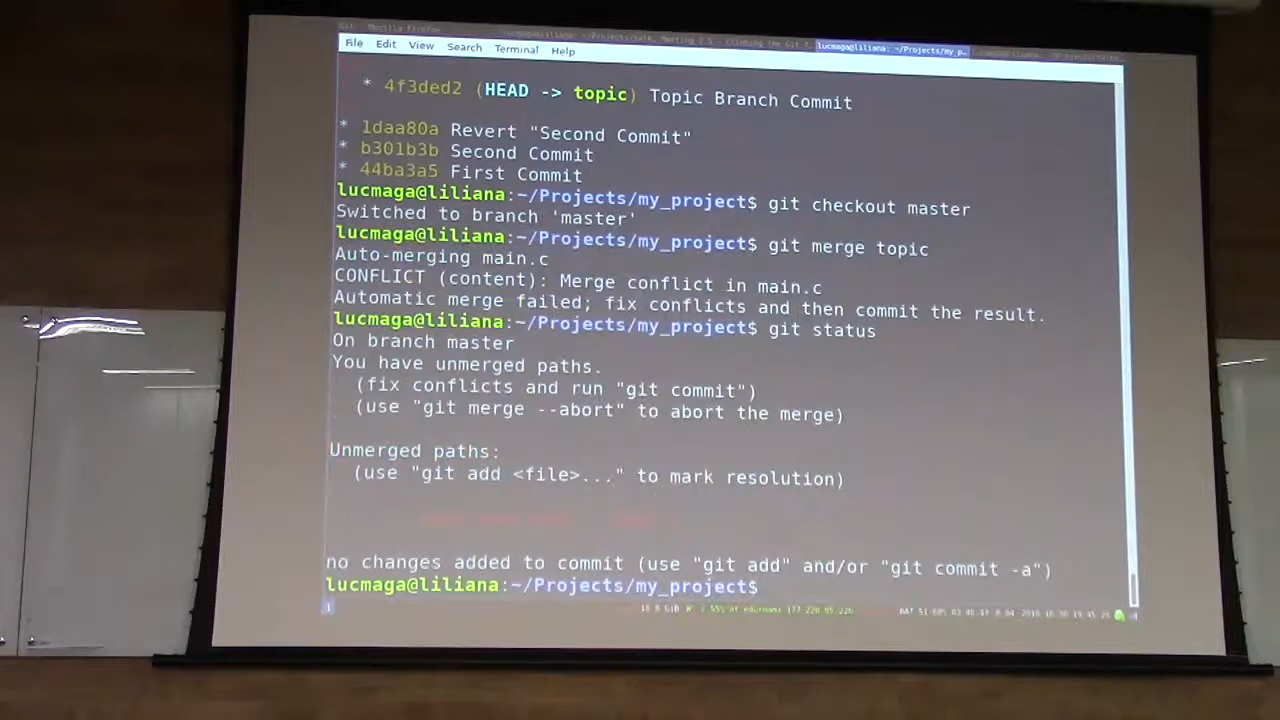 File Edit View Search Terminal Help
lucmaga@liliana: ~/Projects/my_p...
* 4f3ded2 (HEAD -> topic) Topic Branch Commit
* 1daa80a Revert "Second Commit"
* b301b3b Second Commit
* 44ba3a5 First Commit
lucmaga@liliana:~/Projects/my_project$ git checkout master
Switched to branch 'master'
lucmaga@liliana:~/Projects/my_project$ git merge topic
Auto-merging main.c
CONFLICT (content): Merge conflict in main.c
Automatic merge failed; fix conflicts and then commit the result.
lucmaga@liliana:~/Projects/my_project$ git status
On branch master
You have unmerged paths.
(fix conflicts and run "git commit")
(use "git merge --abort" to abort the merge)
Unmerged paths:
(use "git add <file>..." to mark resolution)
no changes added to commit (use "git add" and/or "git commit -a")
lucmaga@liliana:~/Projects/my_project$
1